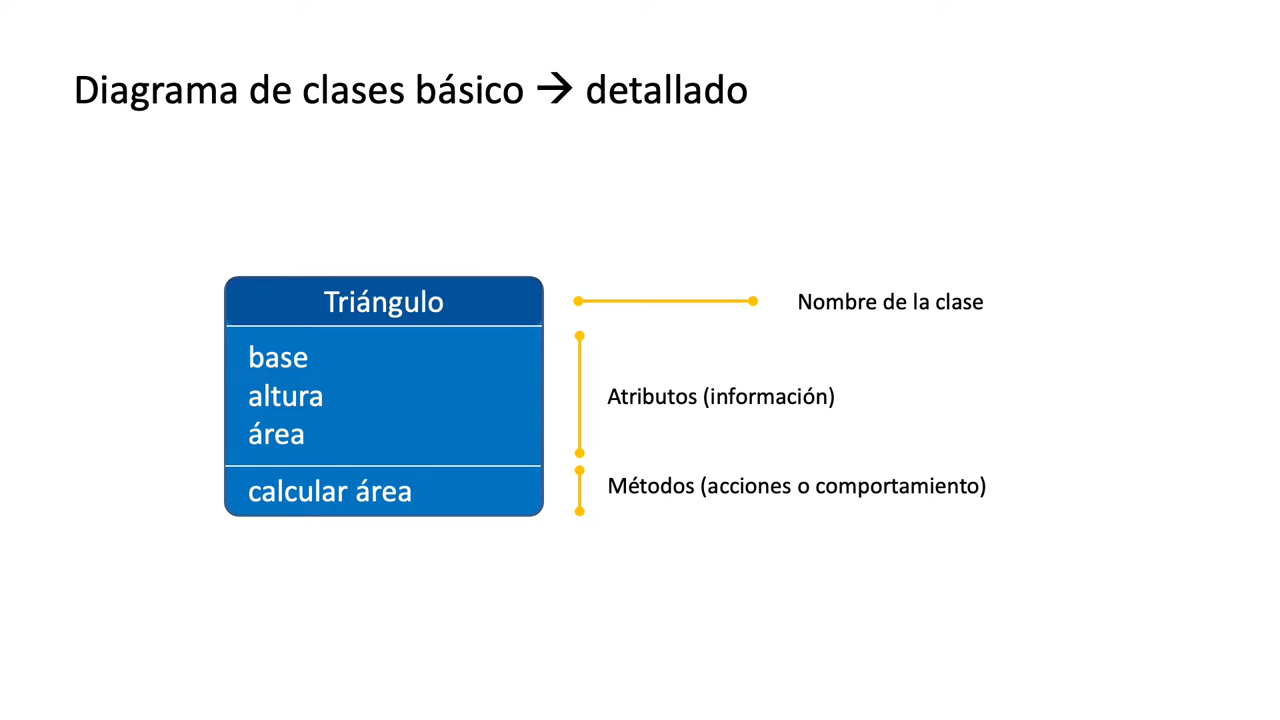 Diagrama de clases básico → detallado
Triángulo
Nombre de la clase
base
altura
área
Atributos (información)
calcular área
Métodos (acciones o comportamiento)